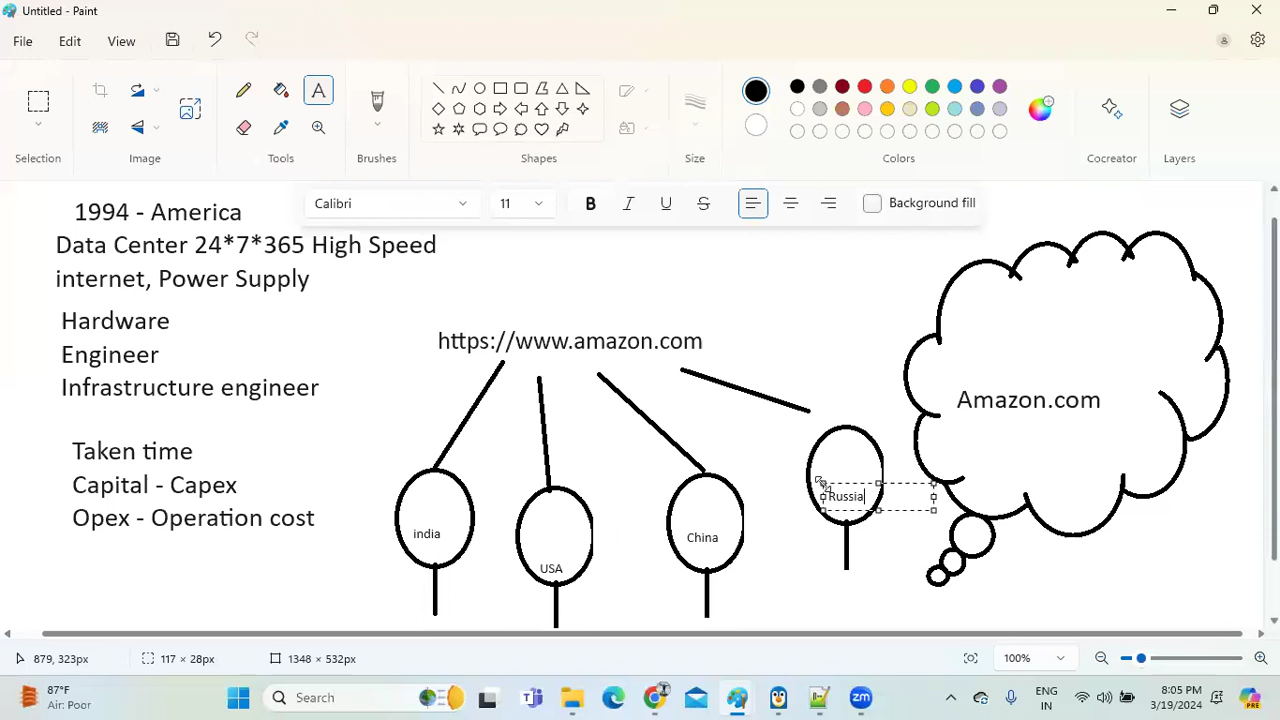 Untitled - Paint
File
Edit
View
Selection
Image
Tools
Brushes
Shapes
Size
Colors
Cocreator
Layers
Calibri
11
B
I
U
S
Background fill
1994 - America
Data Center 24*7*365 High Speed
internet, Power Supply
Hardware
Engineer
Infrastructure engineer
Taken time
Capital - Capex
Opex - Operation cost
https://www.amazon.com
india
USA
China
Russia
Amazon.com
879, 323px
117 × 28px
1348 × 532px
100%
87°F
Air: Poor
Search
zm
ENG
IN
8:05 PM
3/19/2024
PRE